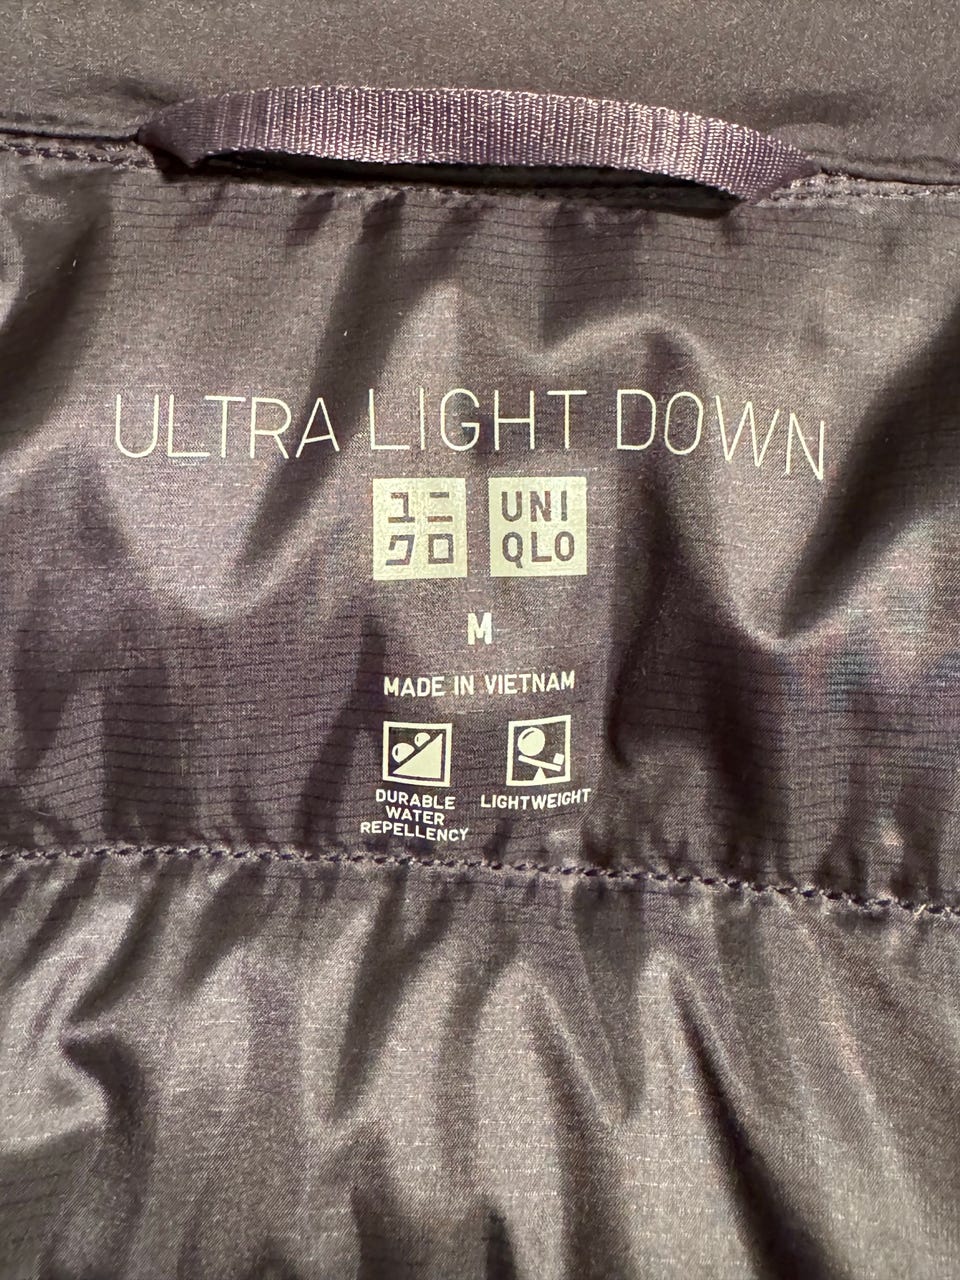 ULTRA LIGHT DOWN
ユニ UNI
クロ QLO
M
MADE IN VIETNAM
DURABLE LIGHTWEIGHT
WATER
REPELLENCY